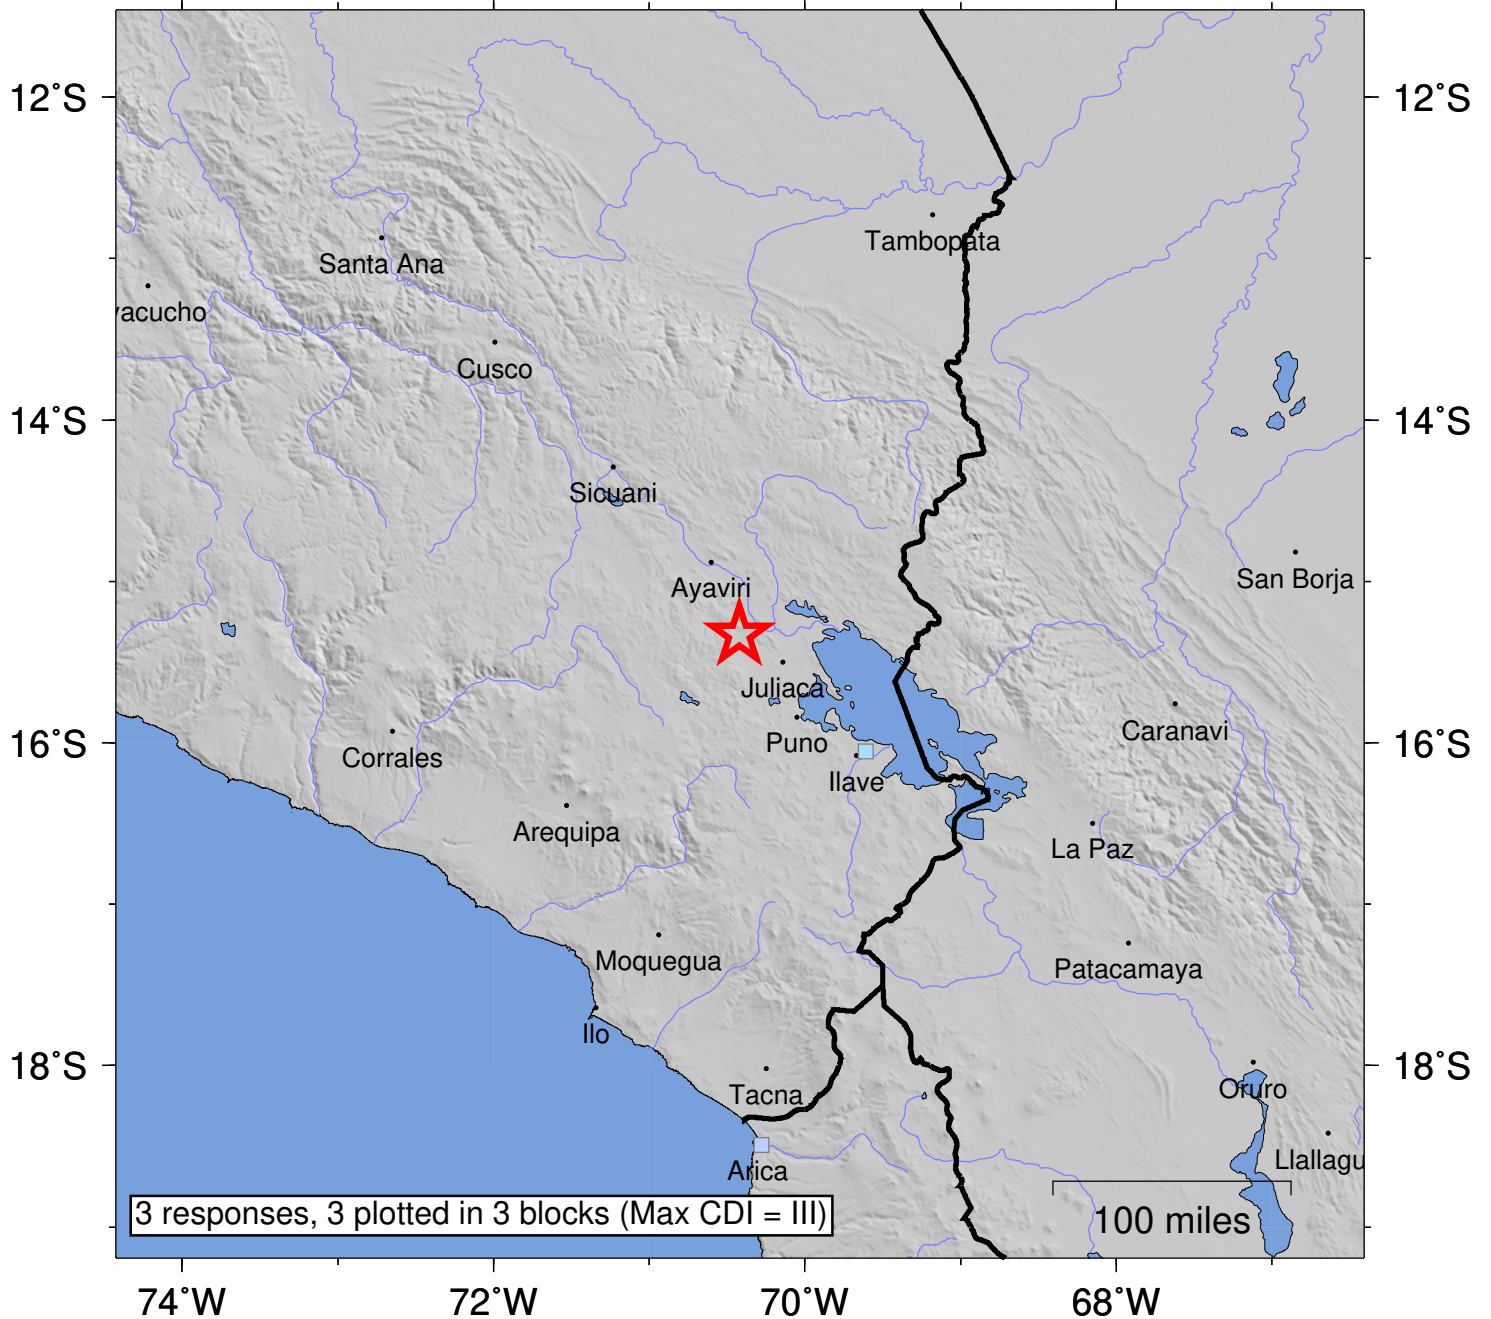 12°S
12°S
Tambopata
Santa Ana
vacucho
Cusco
14°S
14°S
Sicuani
San Borja
Ayaviri
Juliaca
Caranavi
16°S
16°S
Puno
Corrales
Ilave
Arequipa
La Paz
Moquegua
Patacamaya
Ilo
18°S
18°S
Tacna
Oruro
Arica
Llallagu
3 responses, 3 plotted in 3 blocks (Max CDI = III)
100 miles
74°W
72°W
70°W
68°W